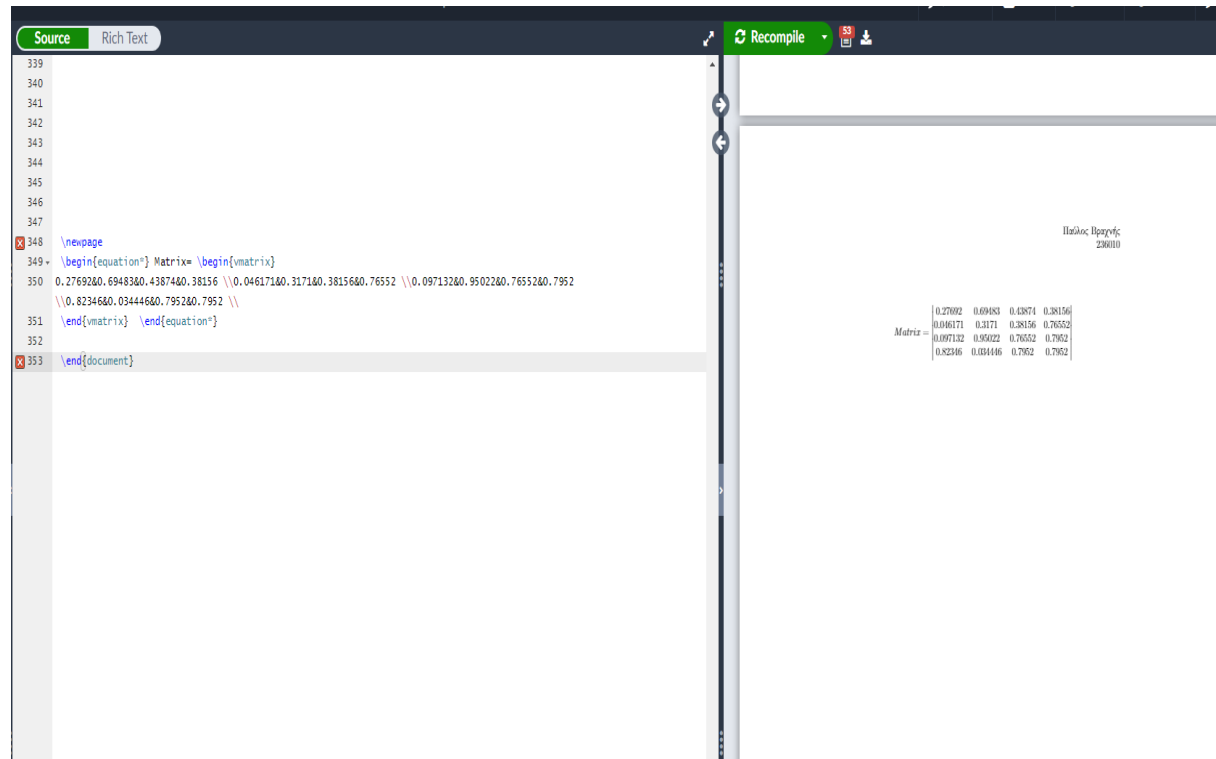 Source Rich Text
Recompile 53
339
340
341
342
343
344
345
346
347
348 \newpage
349 \begin{equation*} Matrix= \begin{vmatrix}
350 0.27692&0.69483&0.43874&0.38156 \\0.046171&0.3171&0.38156&0.76552 \\0.097132&0.95022&0.76552&0.7952
\\0.82346&0.034446&0.7952&0.7952 \\
351 \end{vmatrix} \end{equation*}
352
353 \end{document}
Παύλος Βραχνής
236010
0.27692 0.69483 0.43874 0.38156
0.046171 0.3171 0.38156 0.76552
Matrix =
0.097132 0.95022 0.76552 0.7952
0.82346 0.034446 0.7952 0.7952